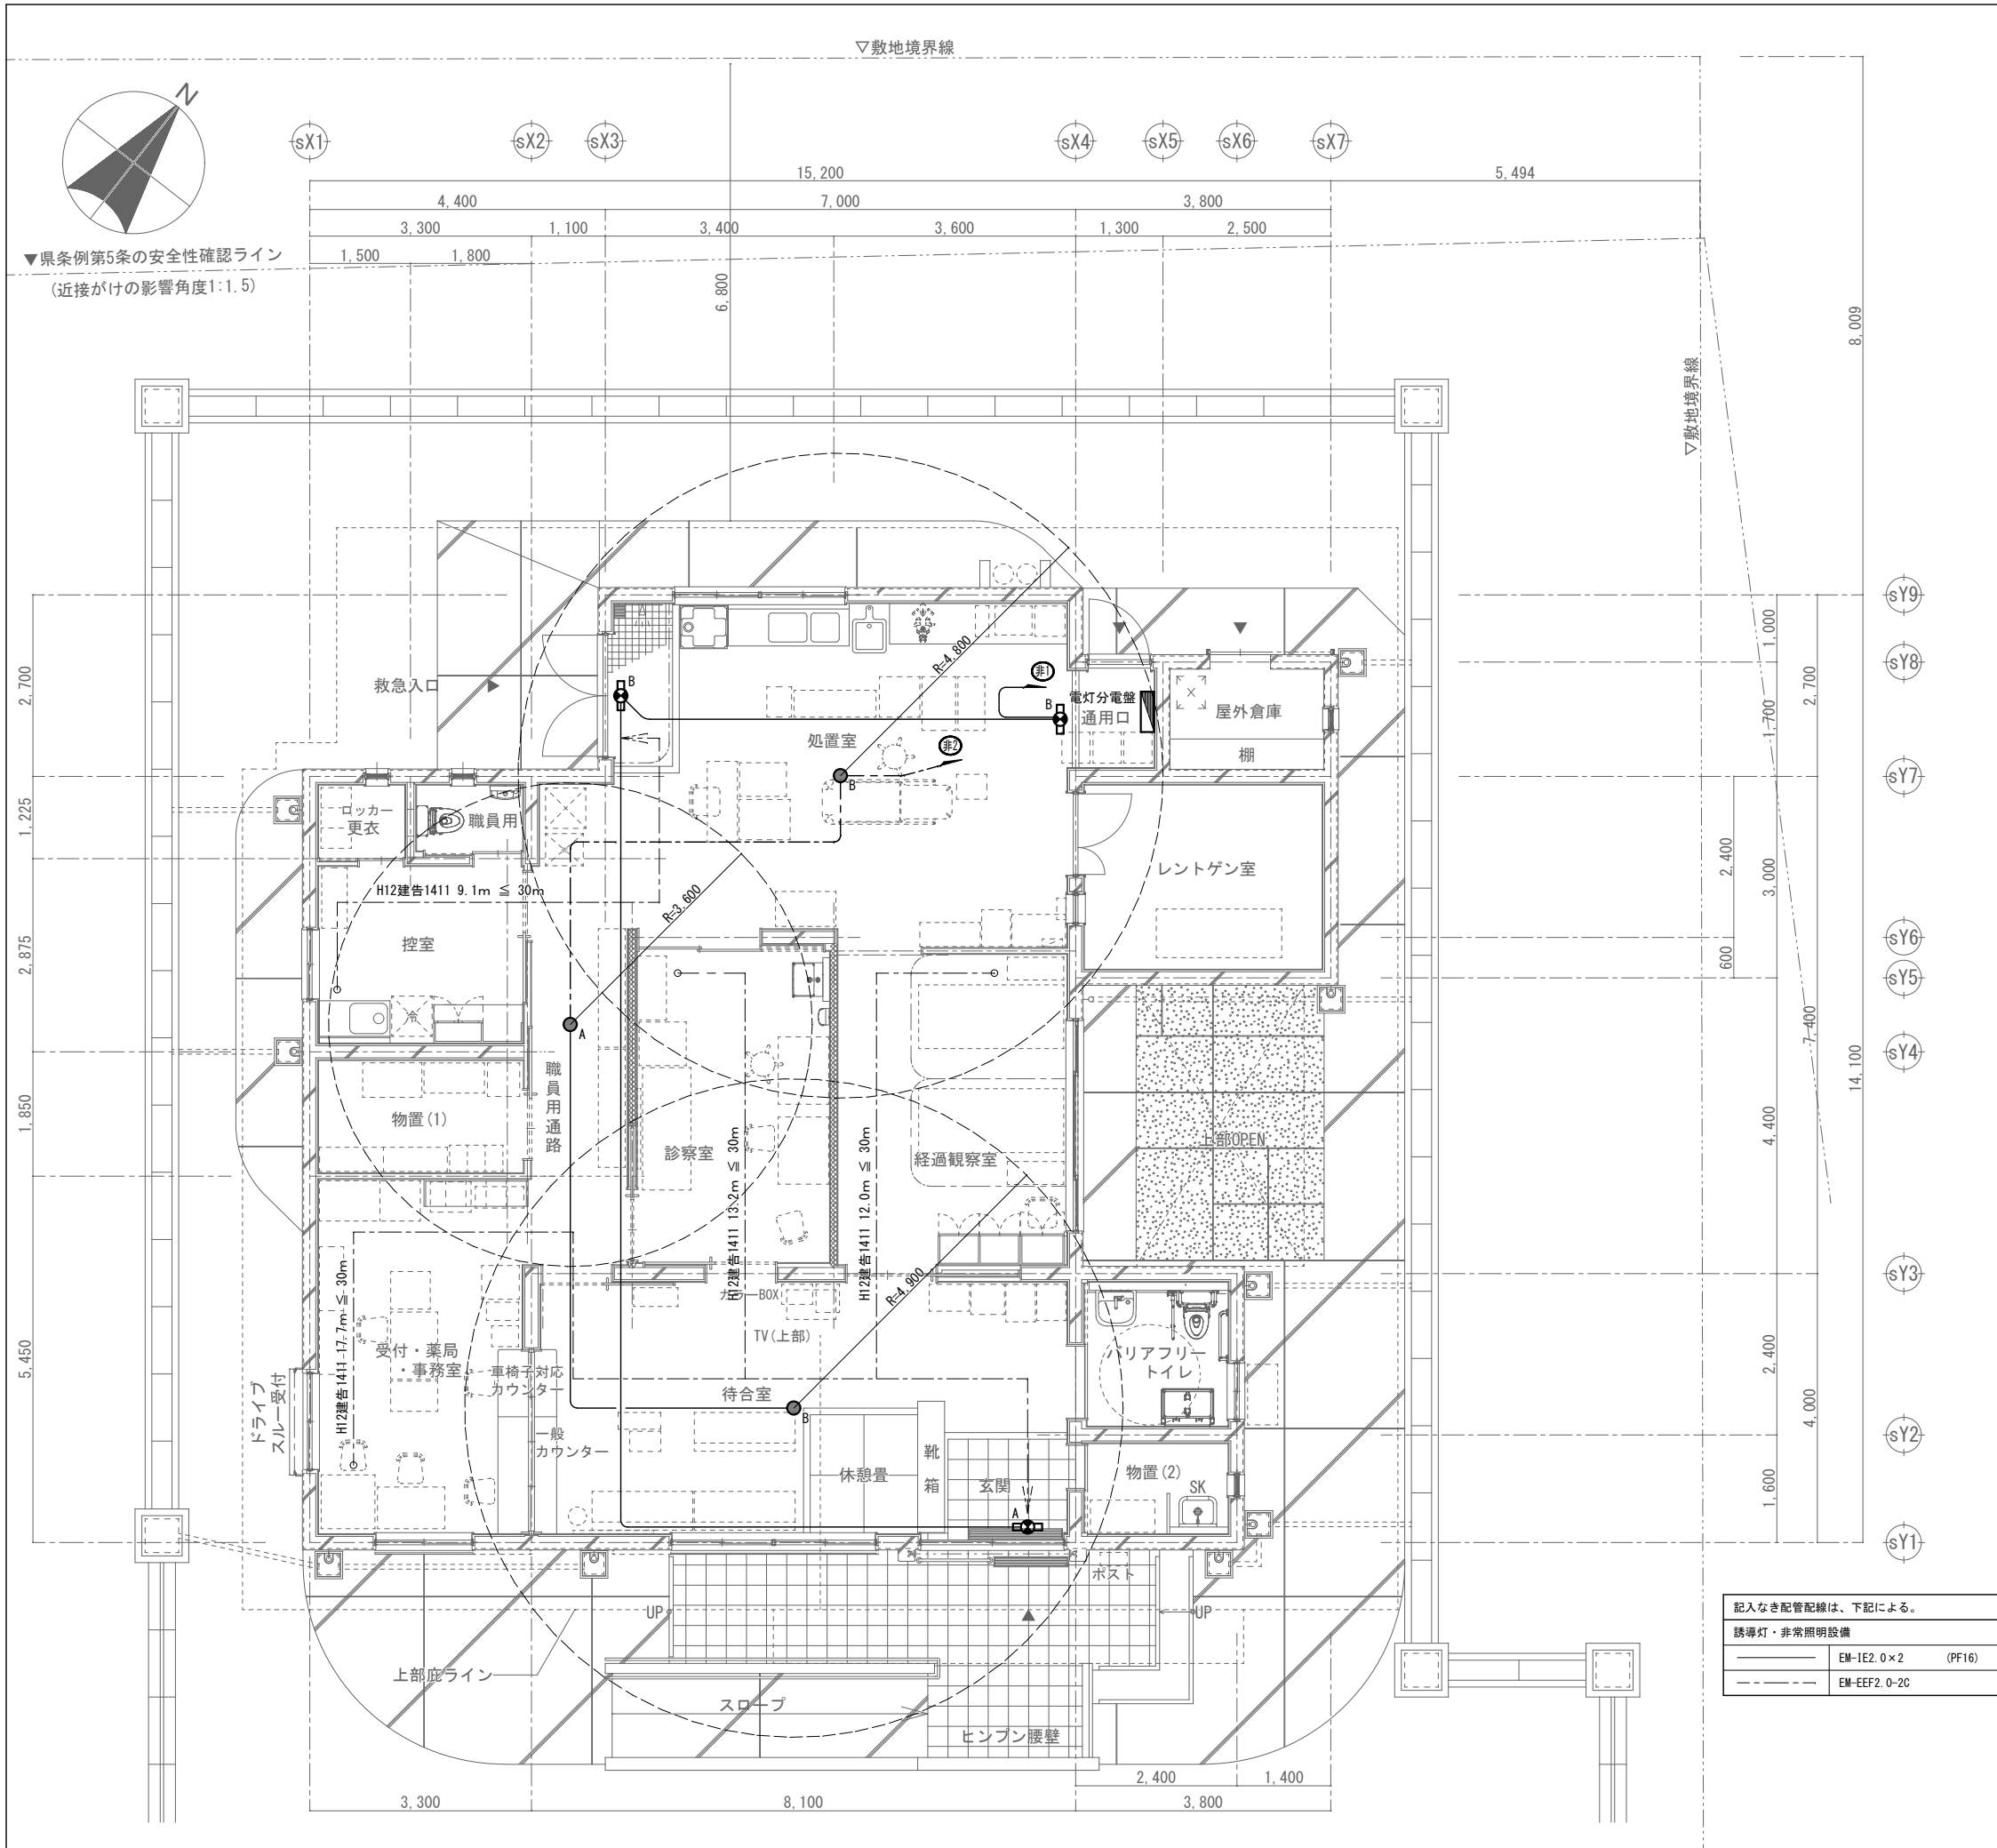 ▽敷地境界線
N
sX1
sX2
sX3
sX4
sX5
sX6
sX7
15,200
5,494
4,400
7,000
3,800
3,300
1,100
3,400
3,600
1,300
2,500
▼県条例第5条の安全性確認ライン
1,500
1,800
(近接がけの影響角度1:1.5)
6,800
8,009
▽敷地境界線
sY9
sY8
sY7
sY6
sY5
sY4
sY3
sY2
sY1
1,000
1,700
2,700
2,400
3,000
600
7,400
4,400
14,100
2,400
4,000
1,600
2,700
1,225
2,875
1,850
5,450
R=4,800
救急入口
B
非1
電灯分電盤
B
通用口
屋外倉庫
処置室
非2
棚
B
ロッカー
更衣
職員用
レントゲン室
H12建告1411 9.1m ≦ 30m
R=3,600
控室
冷
A
職員用通路
物置(1)
上部OPEN
診察室
経過観察室
H12建告1411 13.2m ≦ 30m
H12建告1411 12.0m ≦ 30m
H12建告1411 17.7m ≦ 30m
R=4,900
カラーBOX
TV(上部)
受付・薬局
・事務室
車椅子対応
カウンター
バリアフリー
トイレ
待合室
B
ドライブ
スルー受付
一般
カウンター
靴箱
休憩畳
玄関
物置(2)
SK
A
ポスト
UP
UP
上部庇ライン
スロープ
ヒンプン腰壁
2,400
1,400
3,300
8,100
3,800
記入なき配管配線は、下記による。
誘導灯・非常照明設備
EM-IE2.0×2 (PF16)
EM-EEF2.0-2C